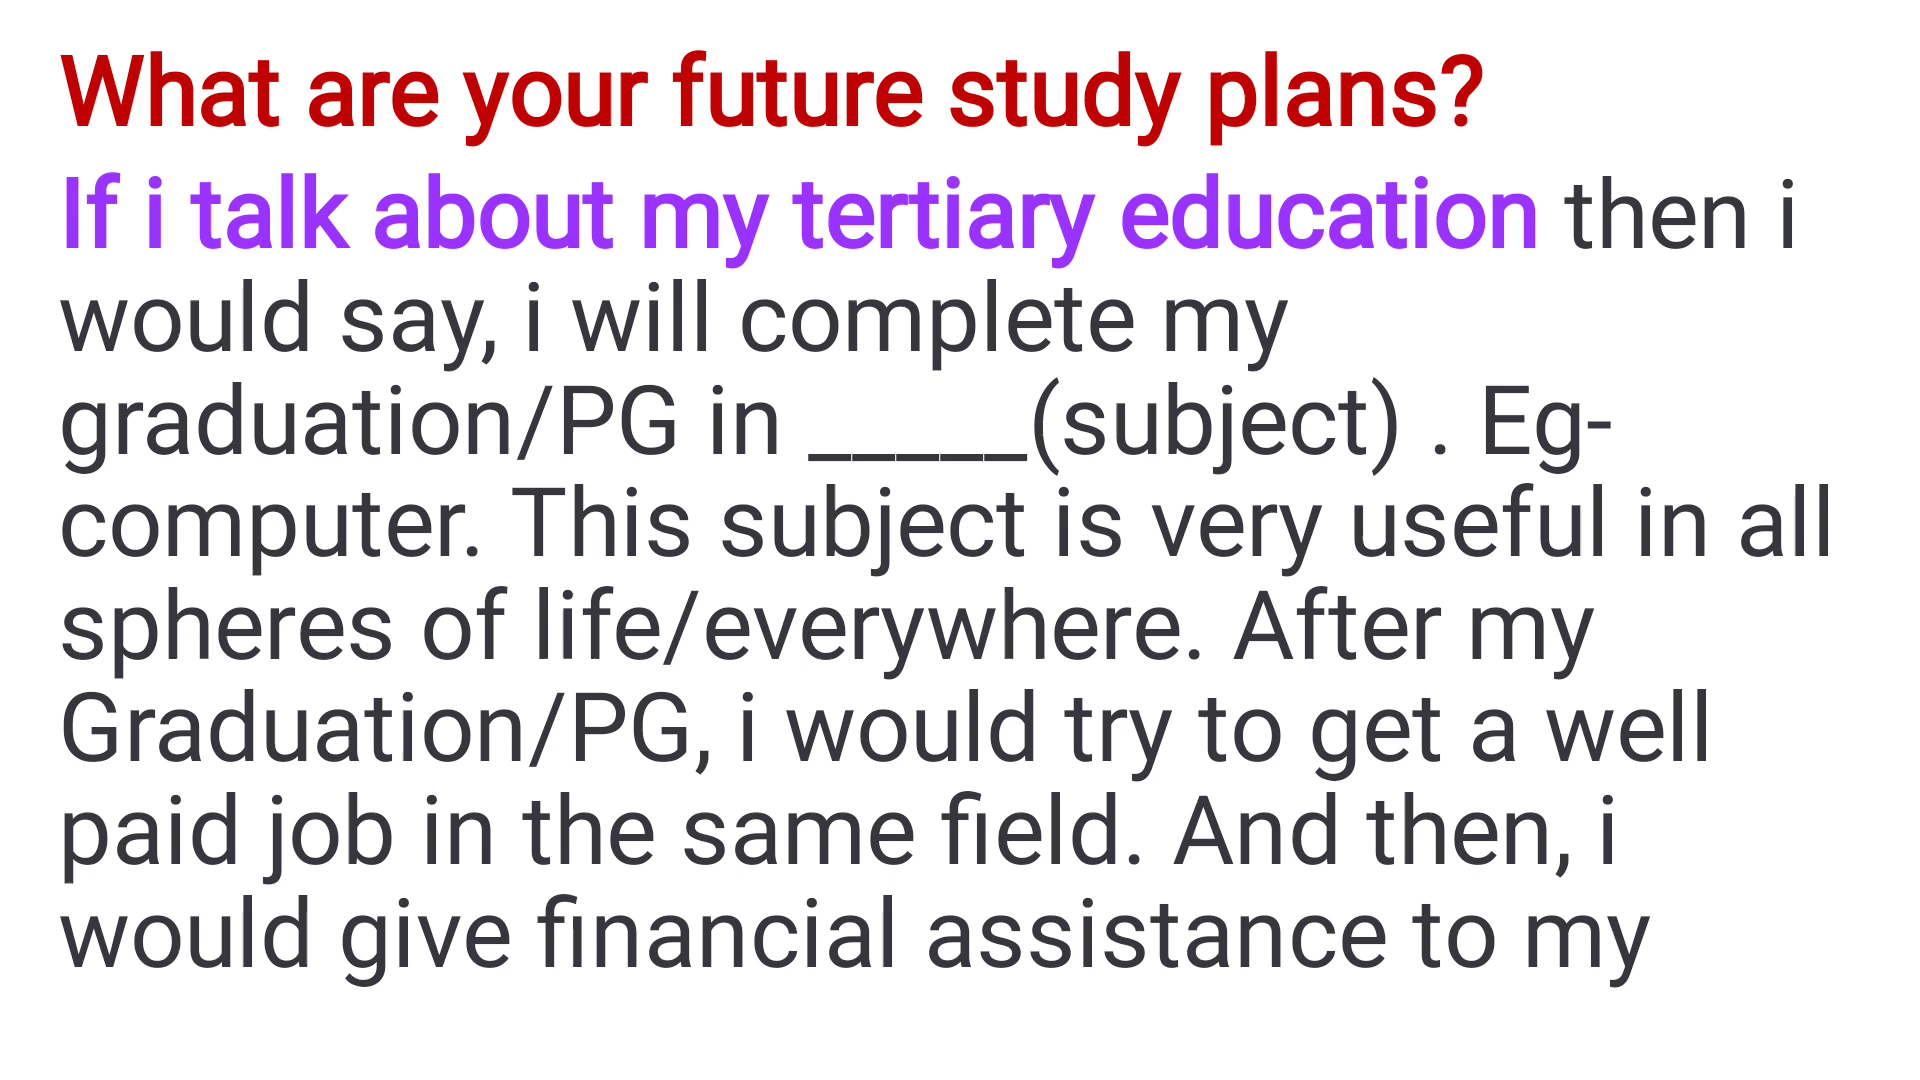 What are your future study plans?
If i talk about my tertiary education then i
would say, i will complete my
graduation/PG in _____(subject) . Eg-
computer. This subject is very useful in all
spheres of life/everywhere. After my
Graduation/PG, i would try to get a well
paid job in the same field. And then, i
would give financial assistance to my